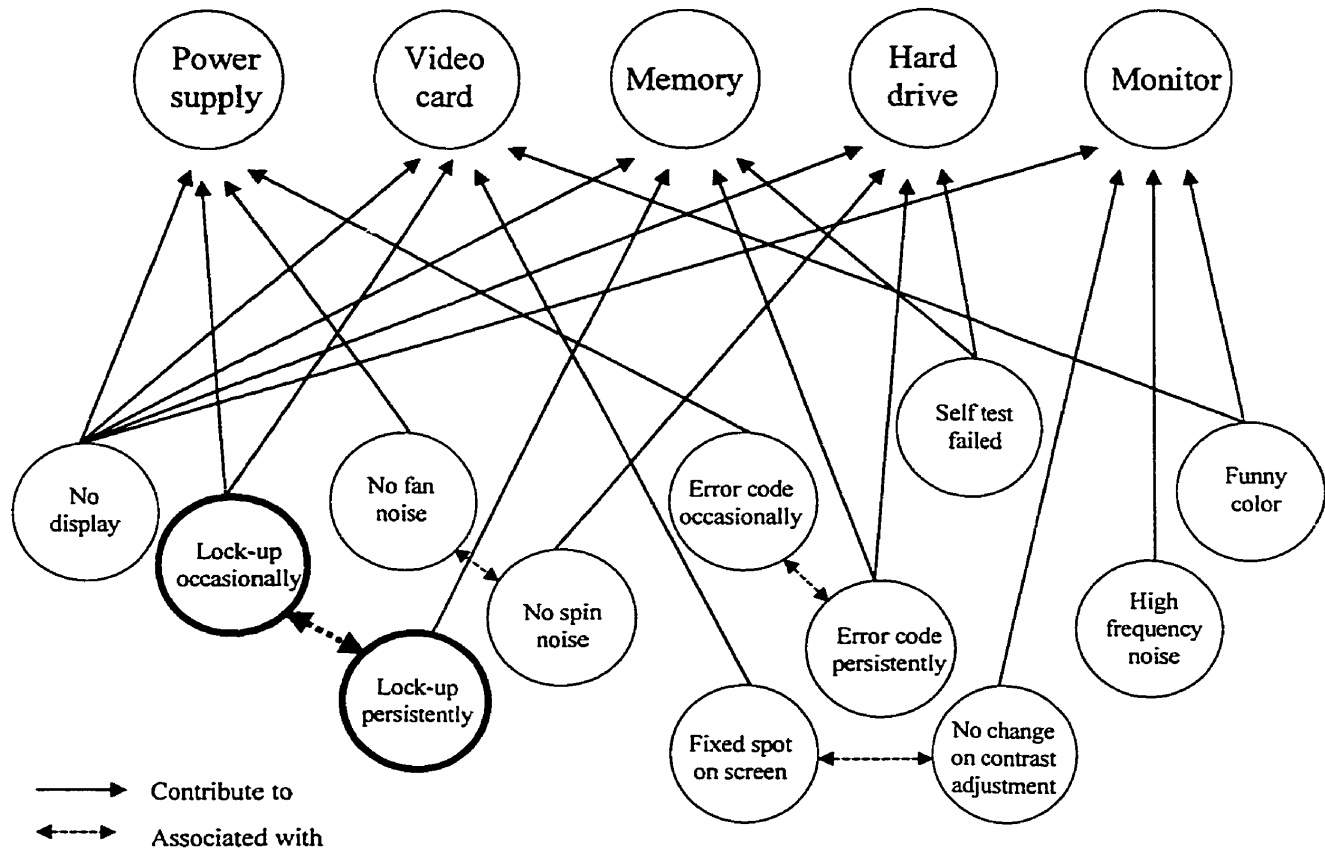 Power
supply
Video
card
Memory
Hard
drive
Monitor
No
display
Lock-up
occasionally
No fan
noise
Lock-up
persistently
No spin
noise
Error code
occasionally
Error code
persistently
Self test
failed
Funny
color
High
frequency
noise
Fixed spot
on screen
No change
on contrast
adjustment
Contribute to
Associated with